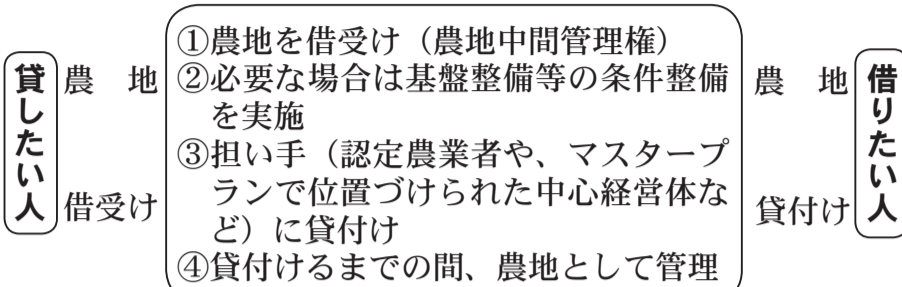 貸したい人
農地
借受け
①農地を借受け（農地中間管理権）
②必要な場合は基盤整備等の条件整備
を実施
③担い手（認定農業者や、マスタープ
ランで位置づけられた中心経営体な
ど）に貸付け
④貸付けるまでの間、農地として管理
農地
貸付け
借りたい人